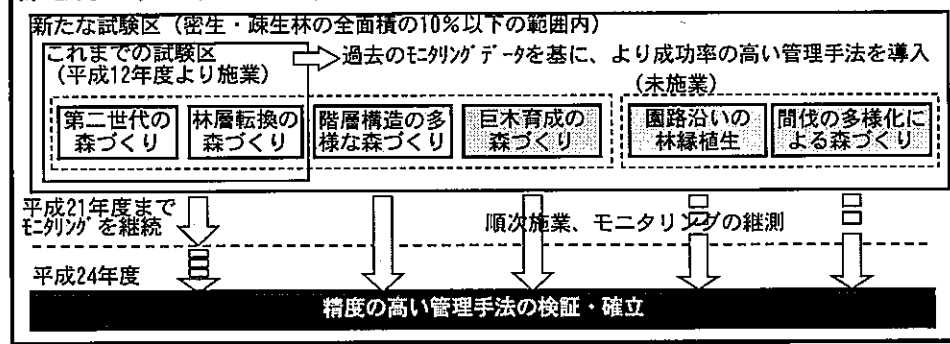 新たな試験区（密生・疎生林の全面積の10％以下の範囲内）
これまでの試験区
（平成12年度より施業）
過去のﾓﾆﾀﾘﾝｸﾞﾃﾞｰﾀを基に、より成功率の高い管理手法を導入
（未施業）
第二世代の
森づくり
林層転換の
森づくり
階層構造の多
様な森づくり
巨木育成の
森づくり
園路沿いの
林縁植生
間伐の多様化に
よる森づくり
平成21年度まで
ﾓﾆﾀﾘﾝｸﾞを継続
順次施業、モニタリングの継測
平成24年度
精度の高い管理手法の検証・確立